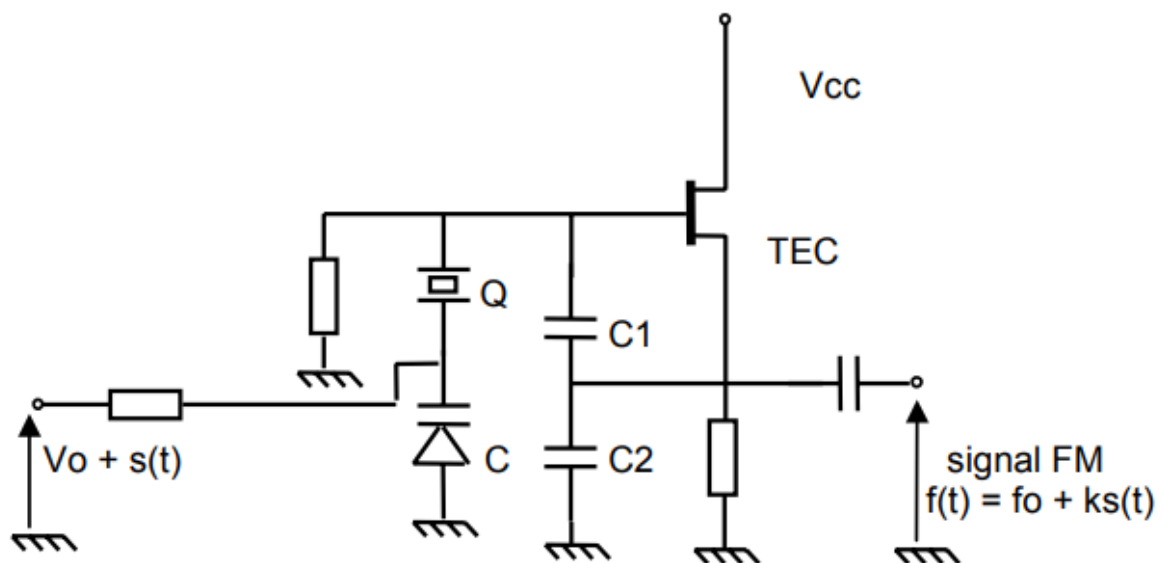 Vcc
TEC
Q
C1
Vo + s(t)
C
C2
signal FM
f(t) = fo + ks(t)